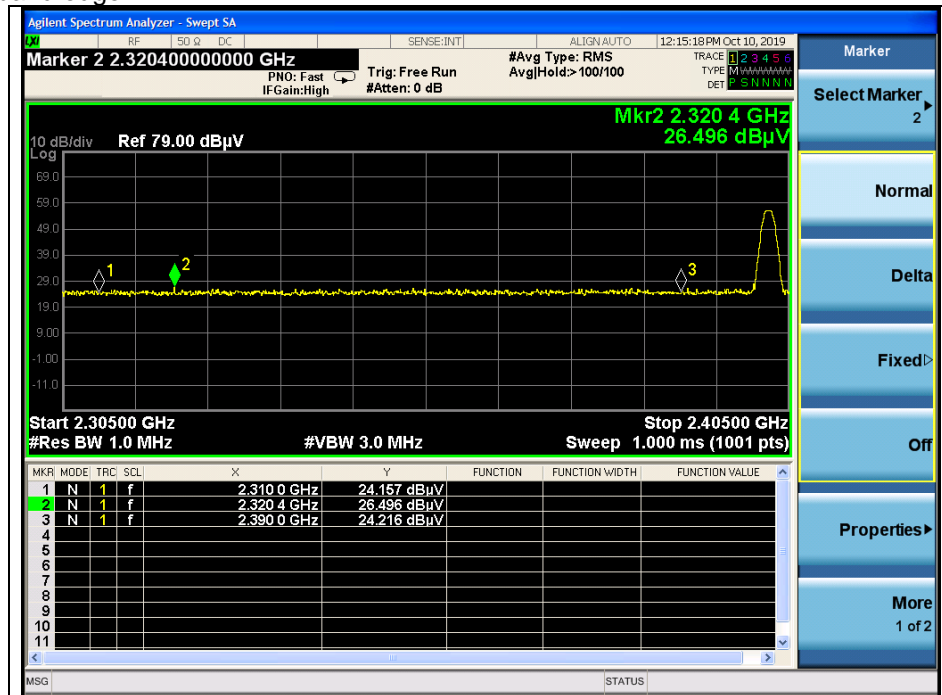 Agilent Spectrum Analyzer - Swept SA
LXI RF 50 Ω DC SENSE:INT ALIGN AUTO 12:15:18 PM Oct 10, 2019
Marker 2 2.320400000000 GHz
PNO: Fast
IFGain:High
Trig: Free Run
#Atten: 0 dB
#Avg Type: RMS
Avg|Hold:>100/100
TRACE 1 2 3 4 5 6
TYPE M
DET P S N N N N
Mkr2 2.320 4 GHz
26.496 dBµV
10 dB/div Ref 79.00 dBµV
Log
69.0
59.0
49.0
39.0
29.0
19.0
9.00
-1.00
-11.0
1
2
3
Start 2.30500 GHz Stop 2.40500 GHz
#Res BW 1.0 MHz #VBW 3.0 MHz Sweep 1.000 ms (1001 pts)
MKR MODE TRC SCL X Y FUNCTION FUNCTION WIDTH FUNCTION VALUE
1 N 1 f 2.310 0 GHz 24.157 dBµV
2 N 1 f 2.320 4 GHz 26.496 dBµV
3 N 1 f 2.390 0 GHz 24.216 dBµV
4
5
6
7
8
9
10
11
MSG STATUS
Marker
Select Marker
2
Normal
Delta
Fixed
Off
Properties
More
1 of 2